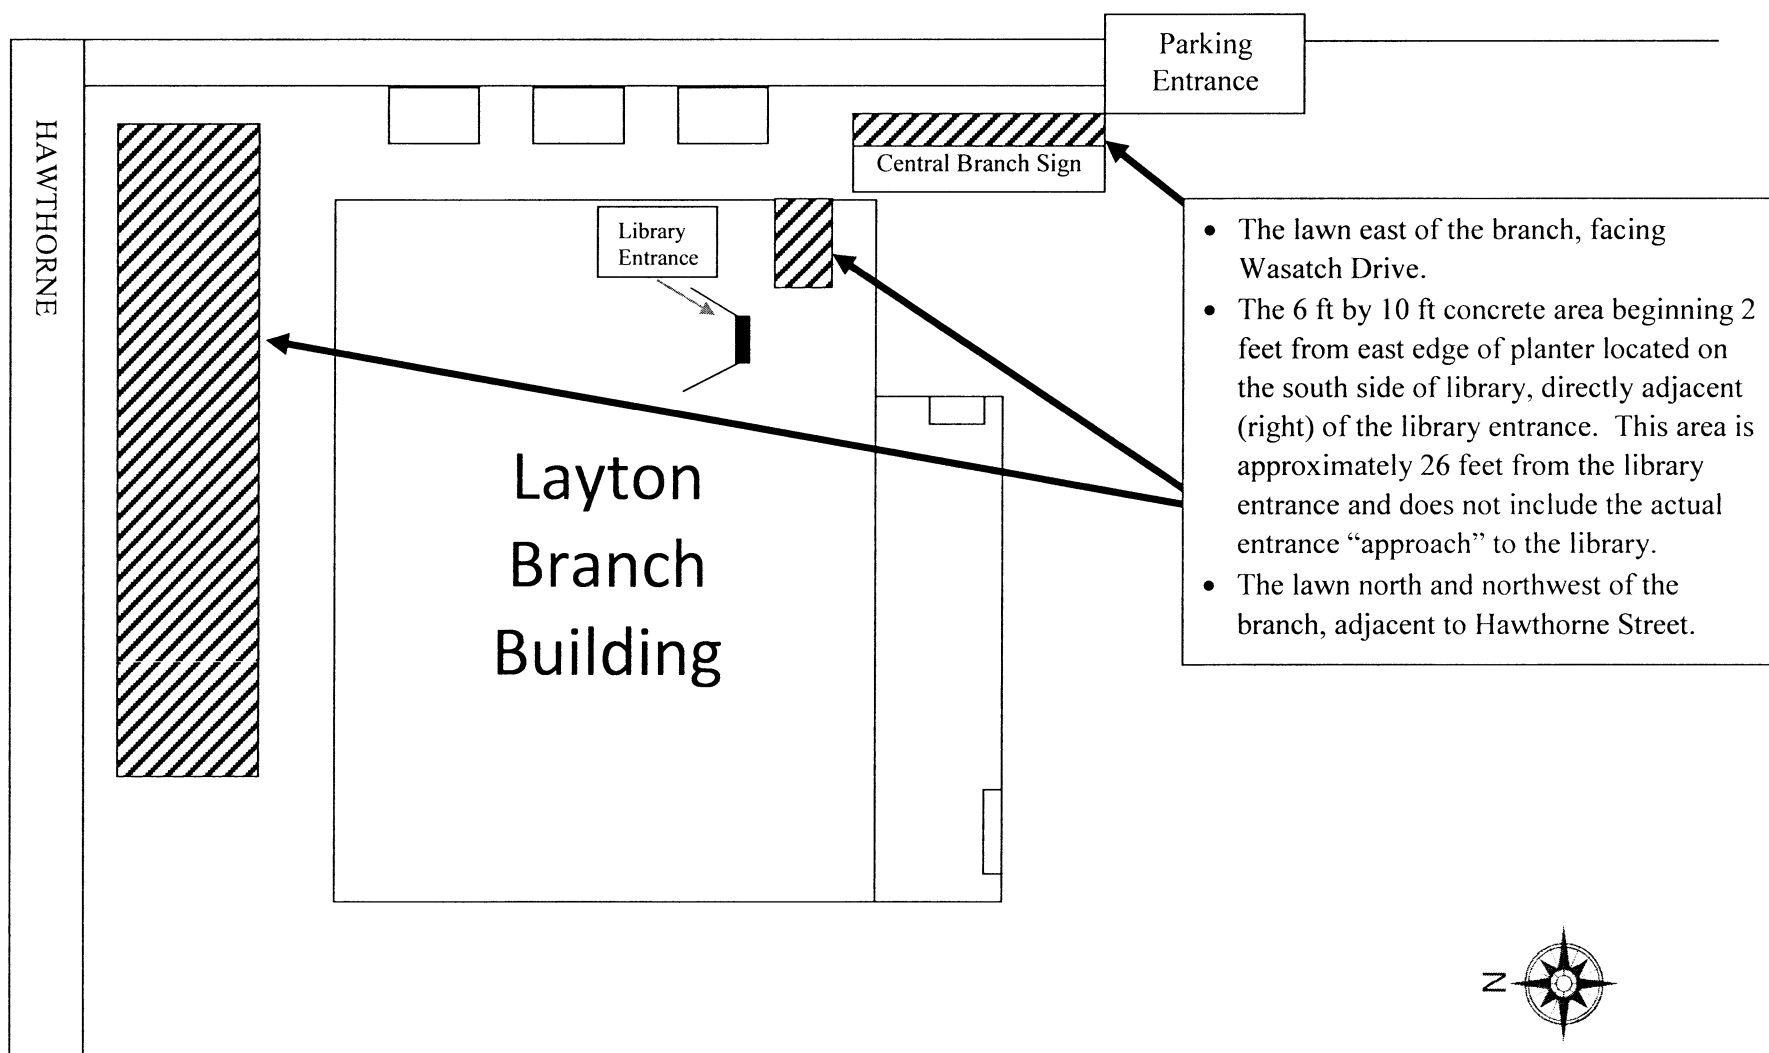 Parking
Entrance
HAWTHORNE
Central Branch Sign
Library
Entrance
• The lawn east of the branch, facing
Wasatch Drive.
• The 6 ft by 10 ft concrete area beginning 2
feet from east edge of planter located on
the south side of library, directly adjacent
(right) of the library entrance. This area is
approximately 26 feet from the library
entrance and does not include the actual
entrance “approach” to the library.
• The lawn north and northwest of the
branch, adjacent to Hawthorne Street.
Layton
Branch
Building
N